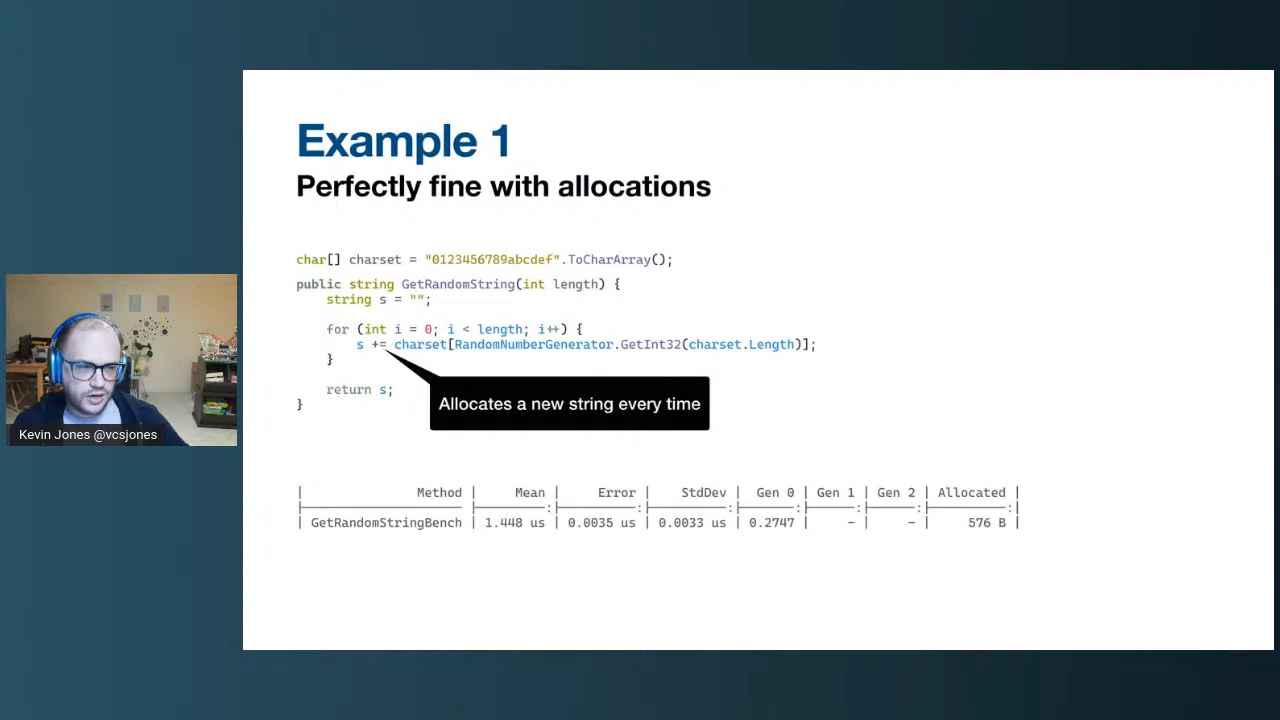 Example 1
Perfectly fine with allocations
char[] charset = "0123456789abcdef".ToCharArray();
public string GetRandomString(int length) {
string s = "";
for (int i = 0; i < length; i++) {
s += charset[RandomNumberGenerator.GetInt32(charset.Length)];
}
return s;
}
Allocates a new string every time
Kevin Jones @vcsjones
| Method | Mean | Error | StdDev | Gen 0 | Gen 1 | Gen 2 | Allocated |
| GetRandomStringBench | 1.448 us | 0.0035 us | 0.0033 us | 0.2747 | - | - | 576 B |